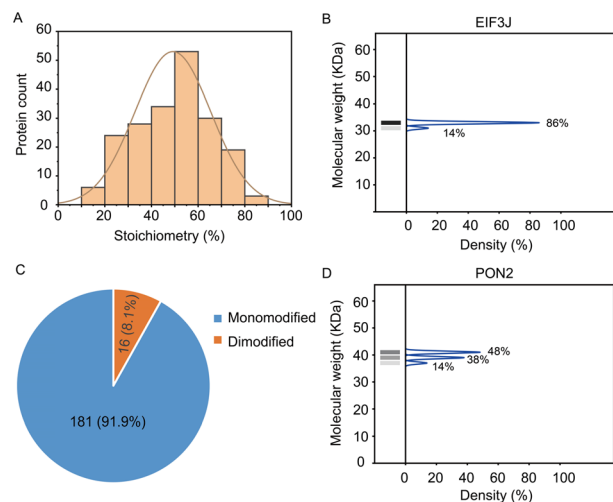 A
60
50
40
30
20
10
0
Protein count
0 20 40 60 80 100
Stoichiometry (%)
B
EIF3J
60
50
40
30
20
10
Molecular weight (KDa)
86%
14%
0 20 40 60 80 100
Density (%)
C
16 (8.1%)
181 (91.9%)
Monomodified
Dimodified
D
PON2
60
50
40
30
20
10
0
Molecular weight (KDa)
48%
38%
14%
0 20 40 60 80 100
Density (%)